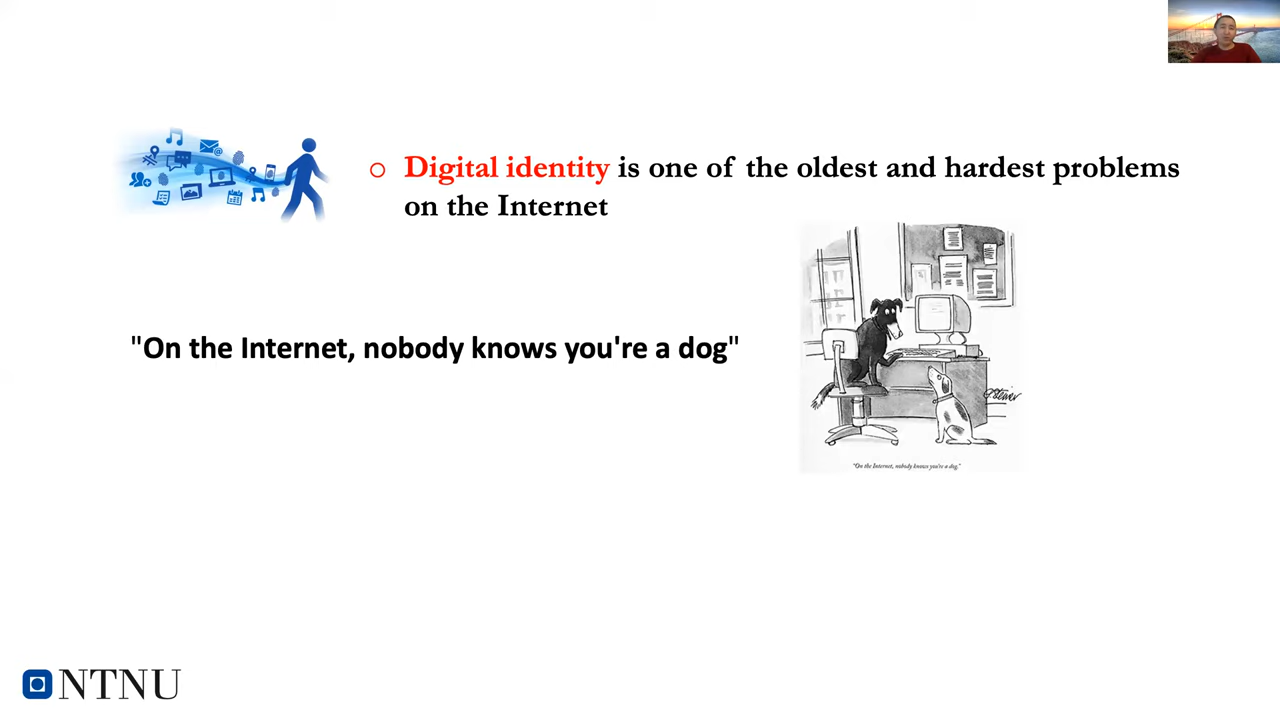 Digital identity is one of the oldest and hardest problems
on the Internet
"On the Internet, nobody knows you're a dog"
"On the Internet, nobody knows you're a dog."
NTNU